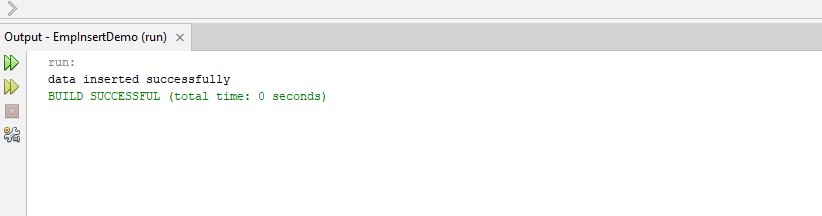 Output - EmpInsertDemo (run)
run:
data inserted successfully
BUILD SUCCESSFUL (total time: 0 seconds)